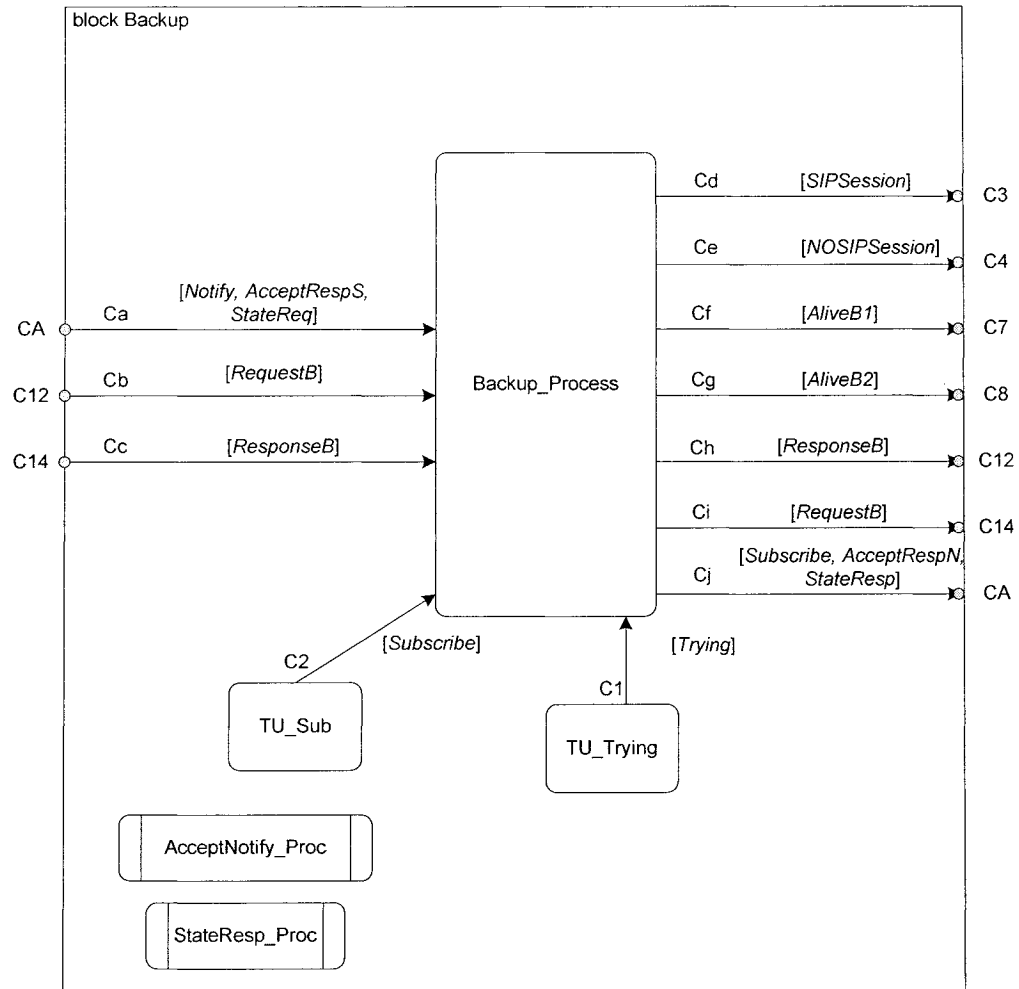 block Backup
Cd [SIPSession] C3
Ce [NOSIPSession] C4
[Notify, AcceptRespS,
StateReq]
CA Ca
Cf [AliveB1] C7
C12 Cb [RequestB]
Backup_Process
Cg [AliveB2] C8
C14 Cc [ResponseB]
Ch [ResponseB] C12
Ci [RequestB] C14
[Subscribe, AcceptRespN,
StateResp]
Cj CA
[Subscribe]
[Trying]
C2
C1
TU_Sub
TU_Trying
AcceptNotify_Proc
StateResp_Proc